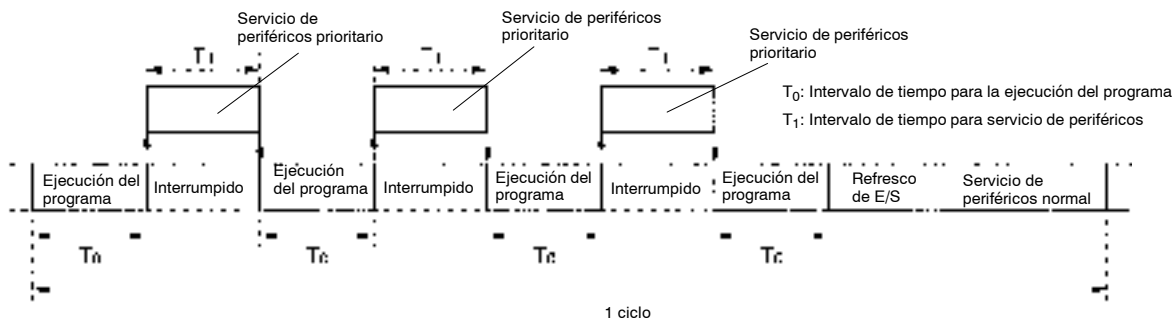 Servicio de
periféricos prioritario
Servicio de periféricos
prioritario
Servicio de periféricos
prioritario
T1
T0: Intervalo de tiempo para la ejecución del programa
T1: Intervalo de tiempo para servicio de periféricos
Ejecución del
programa
Interrumpido
Ejecución
del programa
Interrumpido
Ejecución del
programa
Interrumpido
Ejecución del
programa
Refresco
de E/S
Servicio de
periféricos normal
1 ciclo